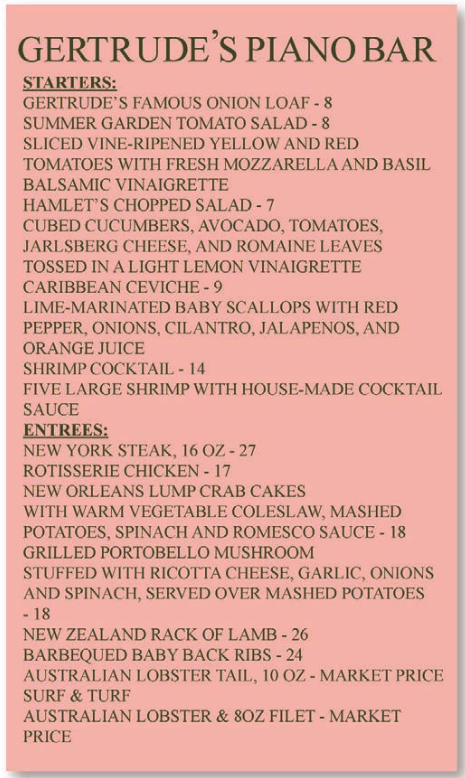 GERTRUDE'S PIANO BAR
STARTERS:
GERTRUDE'S FAMOUS ONION LOAF - 8
SUMMER GARDEN TOMATO SALAD - 8
SLICED VINE-RIPENED YELLOW AND RED
TOMATOES WITH FRESH MOZZARELLA AND BASIL
BALSAMIC VINAIGRETTE
HAMLET'S CHOPPED SALAD - 7
CUBED CUCUMBERS, AVOCADO, TOMATOES,
JARLSBERG CHEESE, AND ROMAINE LEAVES
TOSSED IN A LIGHT LEMON VINAIGRETTE
CARIBBEAN CEVICHE - 9
LIME-MARINATED BABY SCALLOPS WITH RED
PEPPER, ONIONS, CILANTRO, JALAPENOS, AND
ORANGE JUICE
SHRIMP COCKTAIL - 14
FIVE LARGE SHRIMP WITH HOUSE-MADE COCKTAIL
SAUCE
ENTREES:
NEW YORK STEAK, 16 OZ - 27
ROTISSERIE CHICKEN - 17
NEW ORLEANS LUMP CRAB CAKES
WITH WARM VEGETABLE COLESLAW, MASHED
POTATOES, SPINACH AND ROMESCO SAUCE - 18
GRILLED PORTOBELLO MUSHROOM
STUFFED WITH RICOTTA CHEESE, GARLIC, ONIONS
AND SPINACH, SERVED OVER MASHED POTATOES
- 18
NEW ZEALAND RACK OF LAMB - 26
BARBEQUED BABY BACK RIBS - 24
AUSTRALIAN LOBSTER TAIL, 10 OZ - MARKET PRICE
SURF & TURF
AUSTRALIAN LOBSTER & 8OZ FILET - MARKET
PRICE